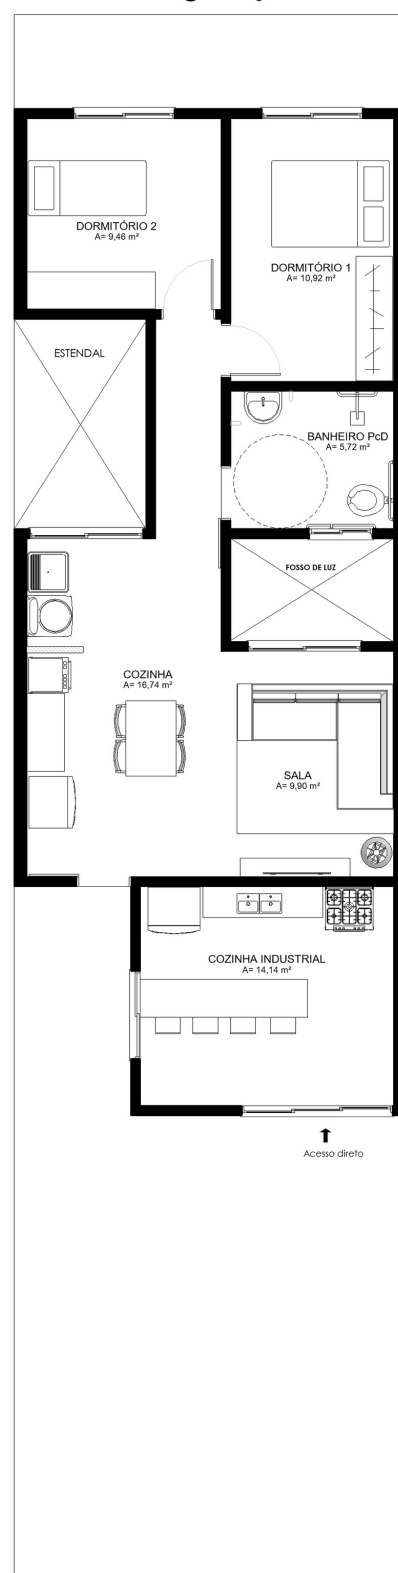 DORMITÓRIO 2
A= 9,46 m²
DORMITÓRIO 1
A= 10,92 m²
ESTENDAL
BANHEIRO PcD
A= 5,72 m²
FOSSO DE LUZ
COZINHA
A= 16,74 m²
SALA
A= 9,90 m²
COZINHA INDUSTRIAL
A= 14,14 m²
Acesso direto